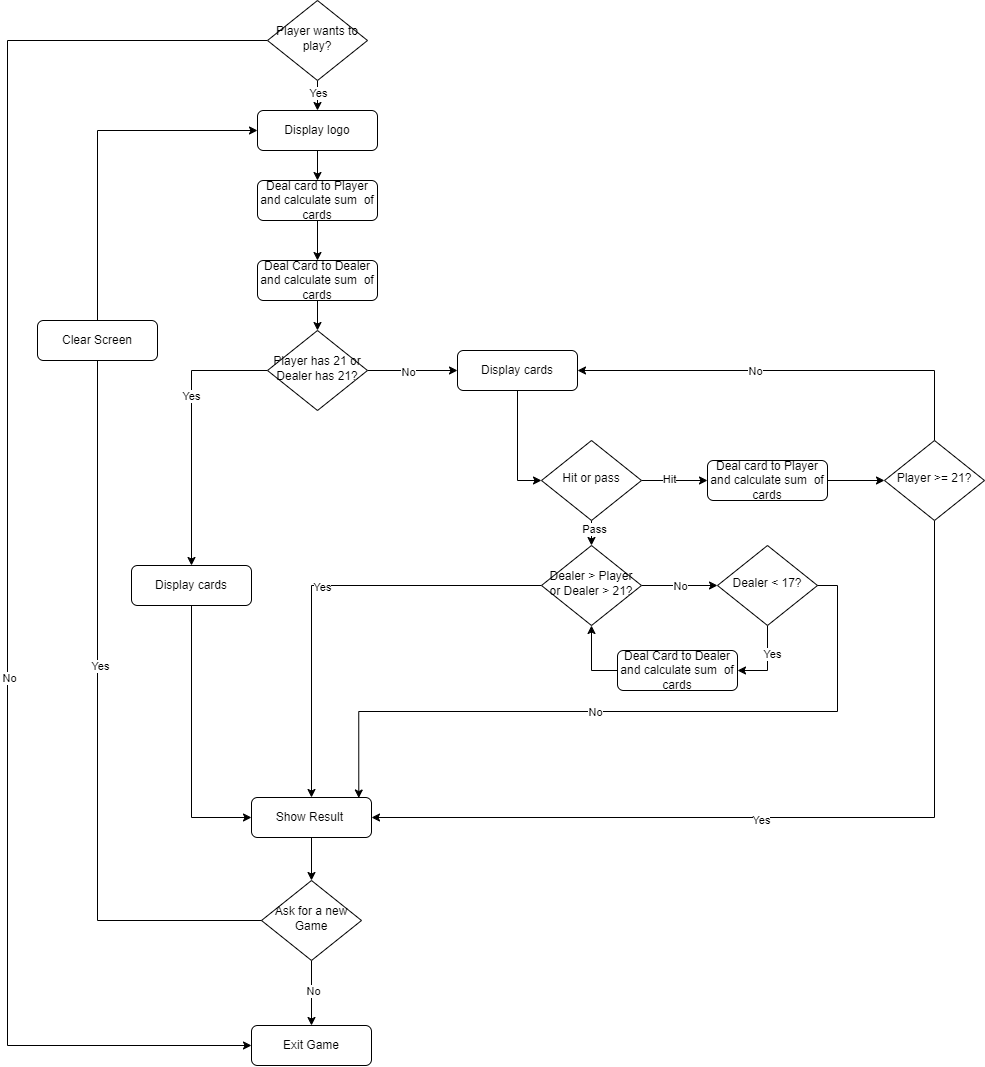 Player wants to
play?
Yes
Display logo
Deal card to Player
and calculate sum of
cards
Deal Card to Dealer
and calculate sum of
cards
Clear Screen
Player has 21 or
Dealer has 21?
No
Display cards
No
Yes
Hit or pass
Hit
Deal card to Player
and calculate sum of
cards
Player >= 21?
Pass
Display cards
Yes
Dealer > Player
or Dealer > 21?
No
Dealer < 17?
Yes
Deal Card to Dealer
and calculate sum of
cards
Yes
No
No
Show Result
Yes
Ask for a new
Game
No
Exit Game